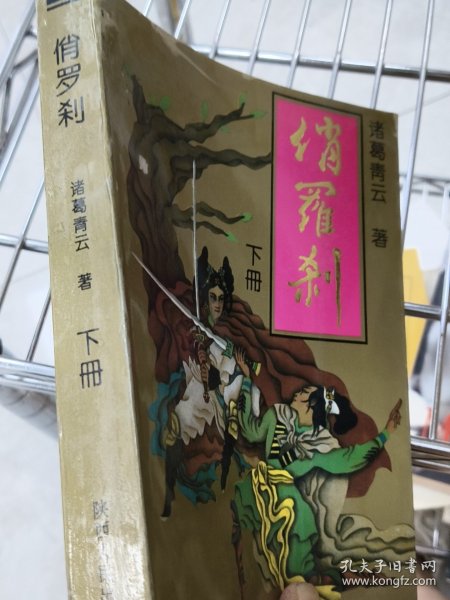 俏罗刹
诸葛青云 著
下册
陕
俏羅刹
下册
诸葛青云 著
孔夫子旧书网
www.kongfz.com